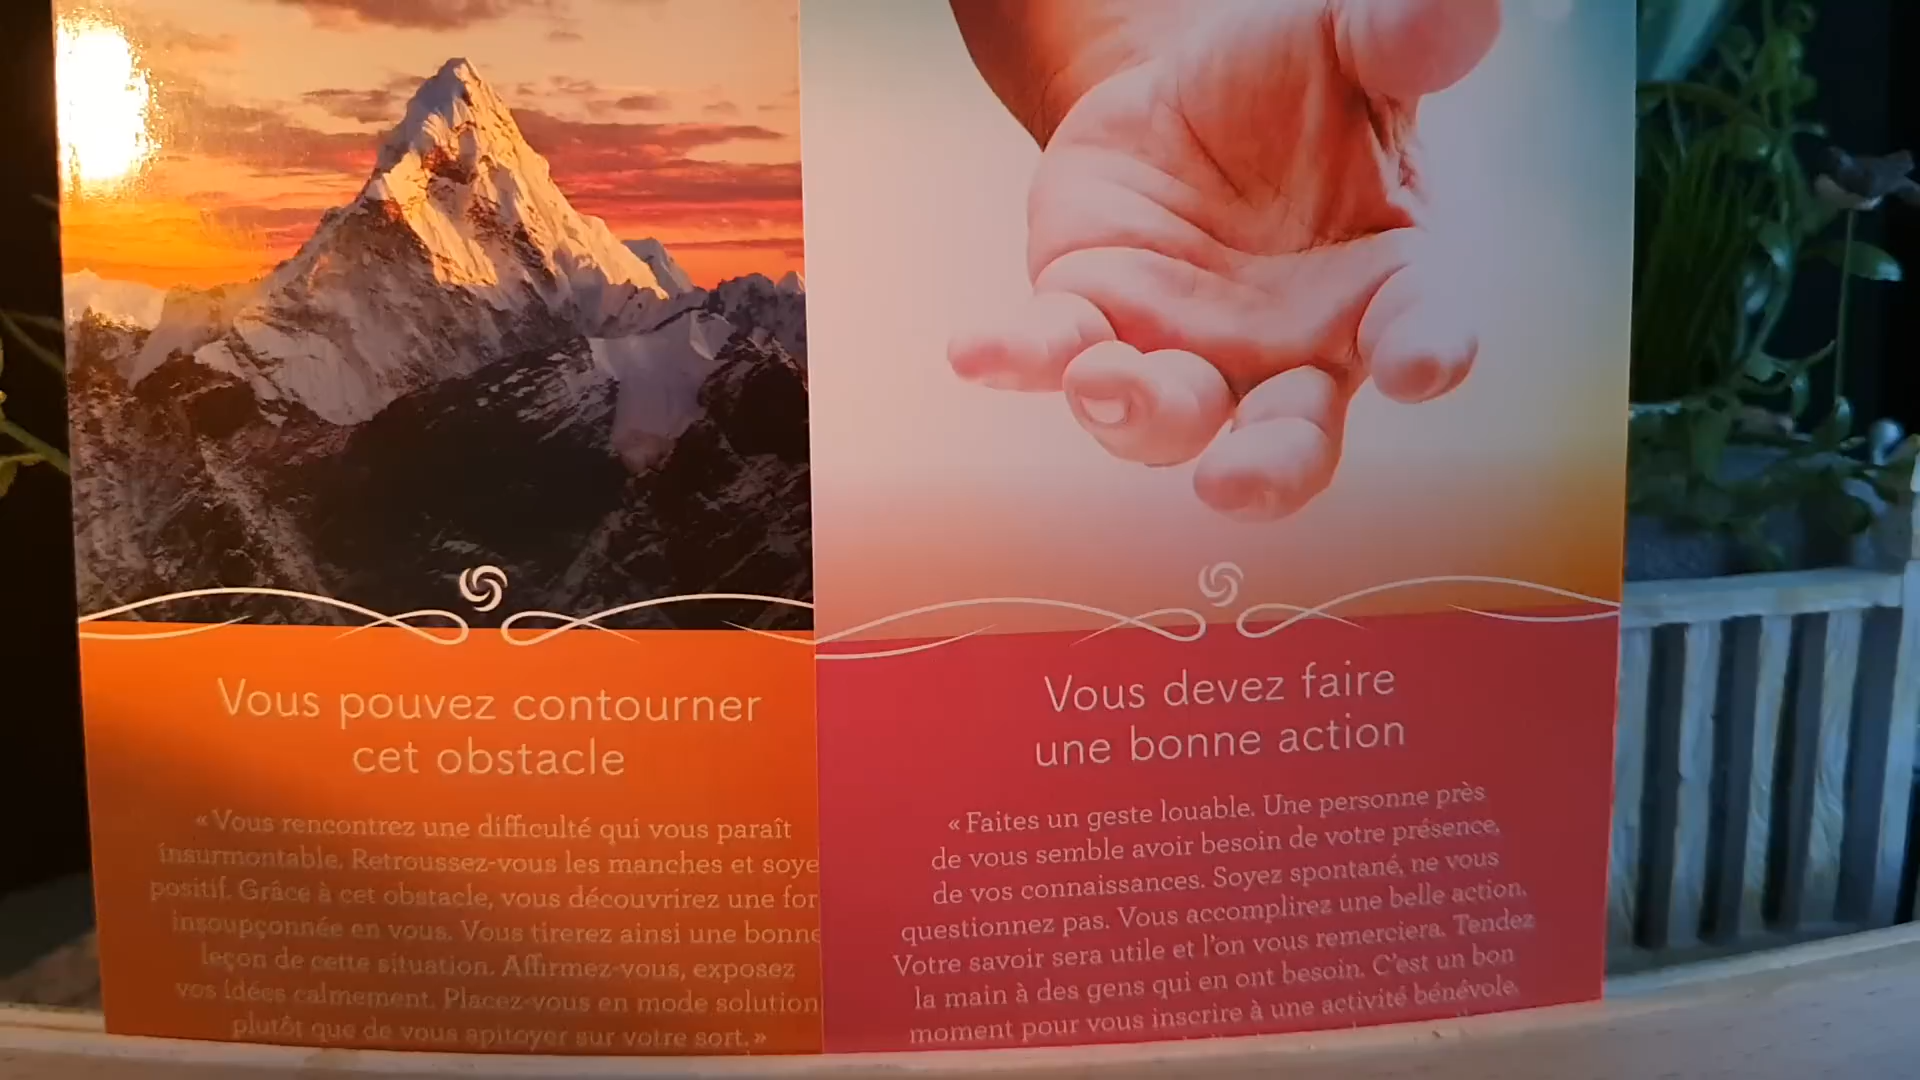 Vous pouvez contourner
cet obstacle
« Vous rencontrez une difficulté qui vous paraît
insurmontable. Retroussez-vous les manches et soye
positif. Grâce à cet obstacle, vous découvrirez une for
insoupçonnée en vous. Vous tirerez ainsi une bonne
leçon de cette situation. Affirmez-vous, exposez
vos idées calmement. Placez-vous en mode solution
plutôt que de vous apitoyer sur votre sort. »
Vous devez faire
une bonne action
« Faites un geste louable. Une personne près
de vous semble avoir besoin de votre présence,
de vos connaissances. Soyez spontané, ne vous
questionnez pas. Vous accomplirez une belle action.
Votre savoir sera utile et l'on vous remerciera. Tendez
la main à des gens qui en ont besoin. C'est un bon
moment pour vous inscrire à une activité bénévole.